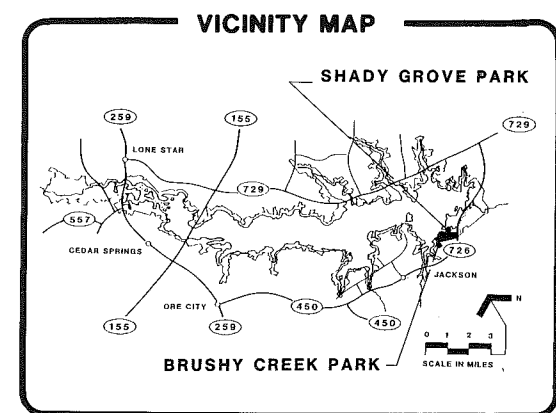 VICINITY MAP
SHADY GROVE PARK
259
155
729
LONE STAR
729
557
CEDAR SPRINGS
726
JACKSON
N
ORE CITY
450
155
259
450
0 1 2 3
SCALE IN MILES
BRUSHY CREEK PARK